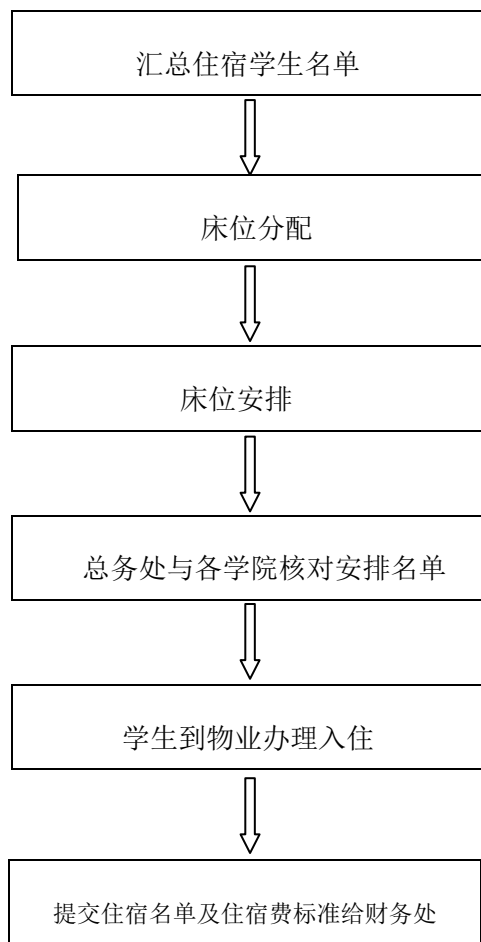 汇总住宿学生名单
床位分配
床位安排
总务处与各学院核对安排名单
学生到物业办理入住
提交住宿名单及住宿费标准给财务处